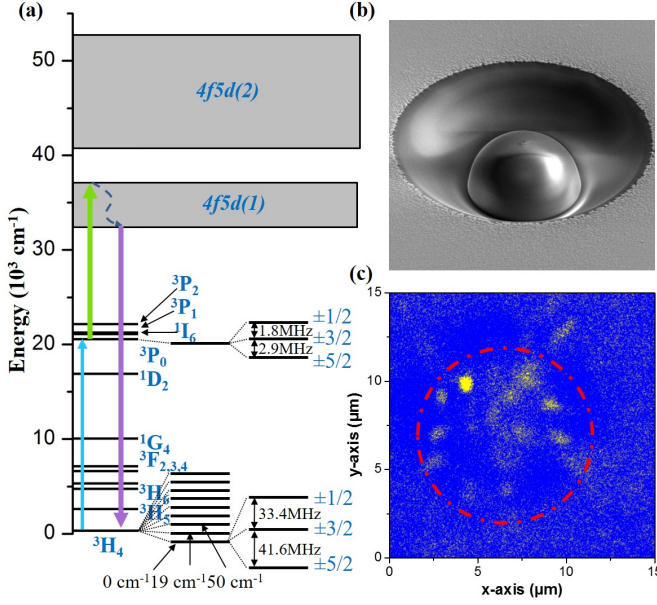 (a)
Energy (10³ cm⁻¹)
50
40
30
20
10
0
4f5d(2)
4f5d(1)
³P₂
³P₁
¹I₆
³P₀
¹D₂
¹G₄
³F₂,₃,₄
³H₆
³H₅
³H₄
±1/2
1.8MHz
±3/2
2.9MHz
±5/2
±1/2
33.4MHz
±3/2
41.6MHz
±5/2
0 cm⁻¹19 cm⁻¹50 cm⁻¹
(b)
(c)
15
10
5
0
y-axis (μm)
0 5 10 15
x-axis (μm)